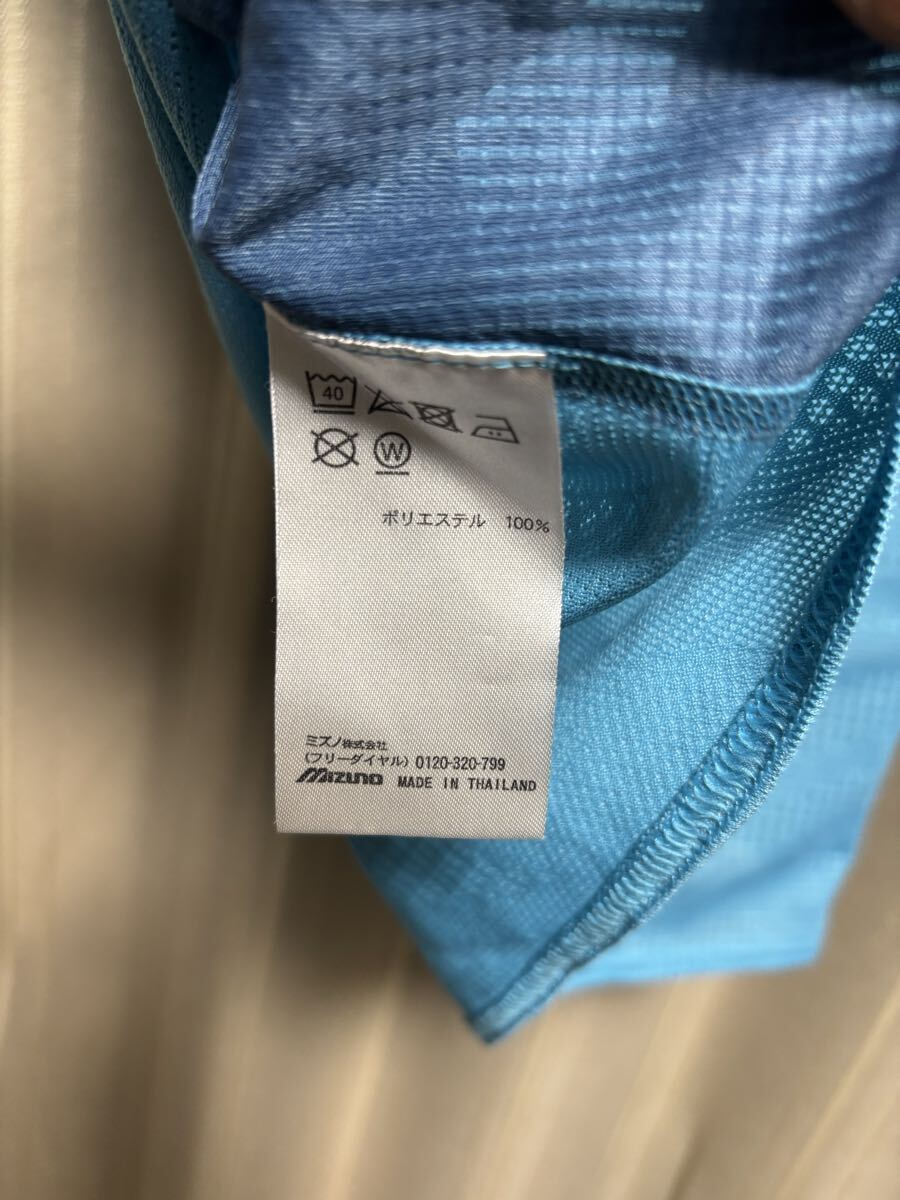 40
W
ポリエステル 100%
ミズノ株式会社
(フリーダイヤル) 0120-320-799
Mizuno MADE IN THAILAND